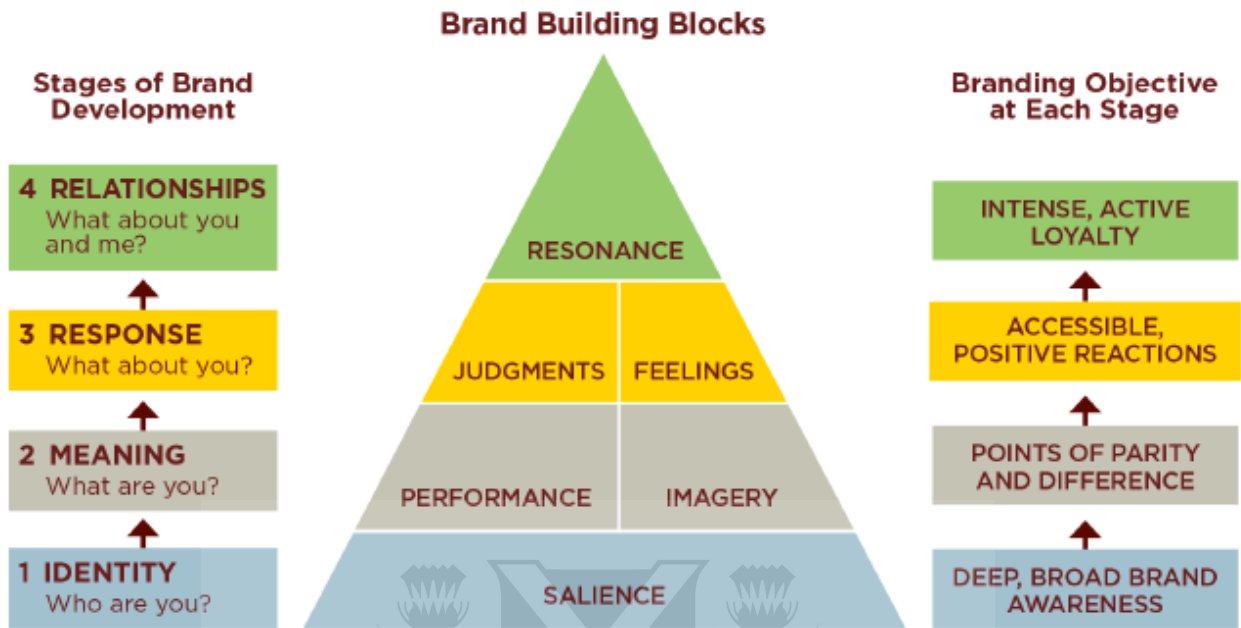 Brand Building Blocks
Stages of Brand
Development
4 RELATIONSHIPS
What about you
and me?
3 RESPONSE
What about you?
2 MEANING
What are you?
1 IDENTITY
Who are you?
RESONANCE
JUDGMENTS
FEELINGS
PERFORMANCE
IMAGERY
SALIENCE
Branding Objective
at Each Stage
INTENSE, ACTIVE
LOYALTY
ACCESSIBLE,
POSITIVE REACTIONS
POINTS OF PARITY
AND DIFFERENCE
DEEP, BROAD BRAND
AWARENESS